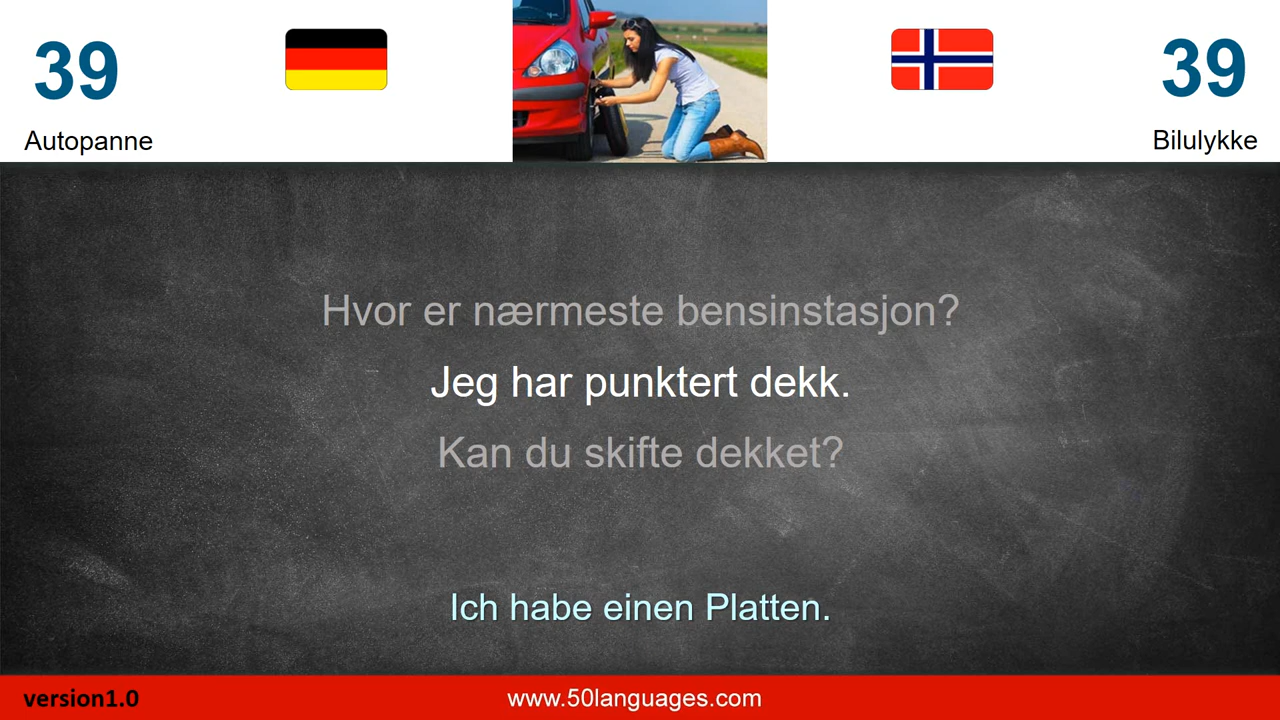 39
39
Autopanne
Bilulykke
Hvor er nærmeste bensinstasjon?
Jeg har punktert dekk.
Kan du skifte dekket?
Ich habe einen Platten.
version1.0
www.50languages.com